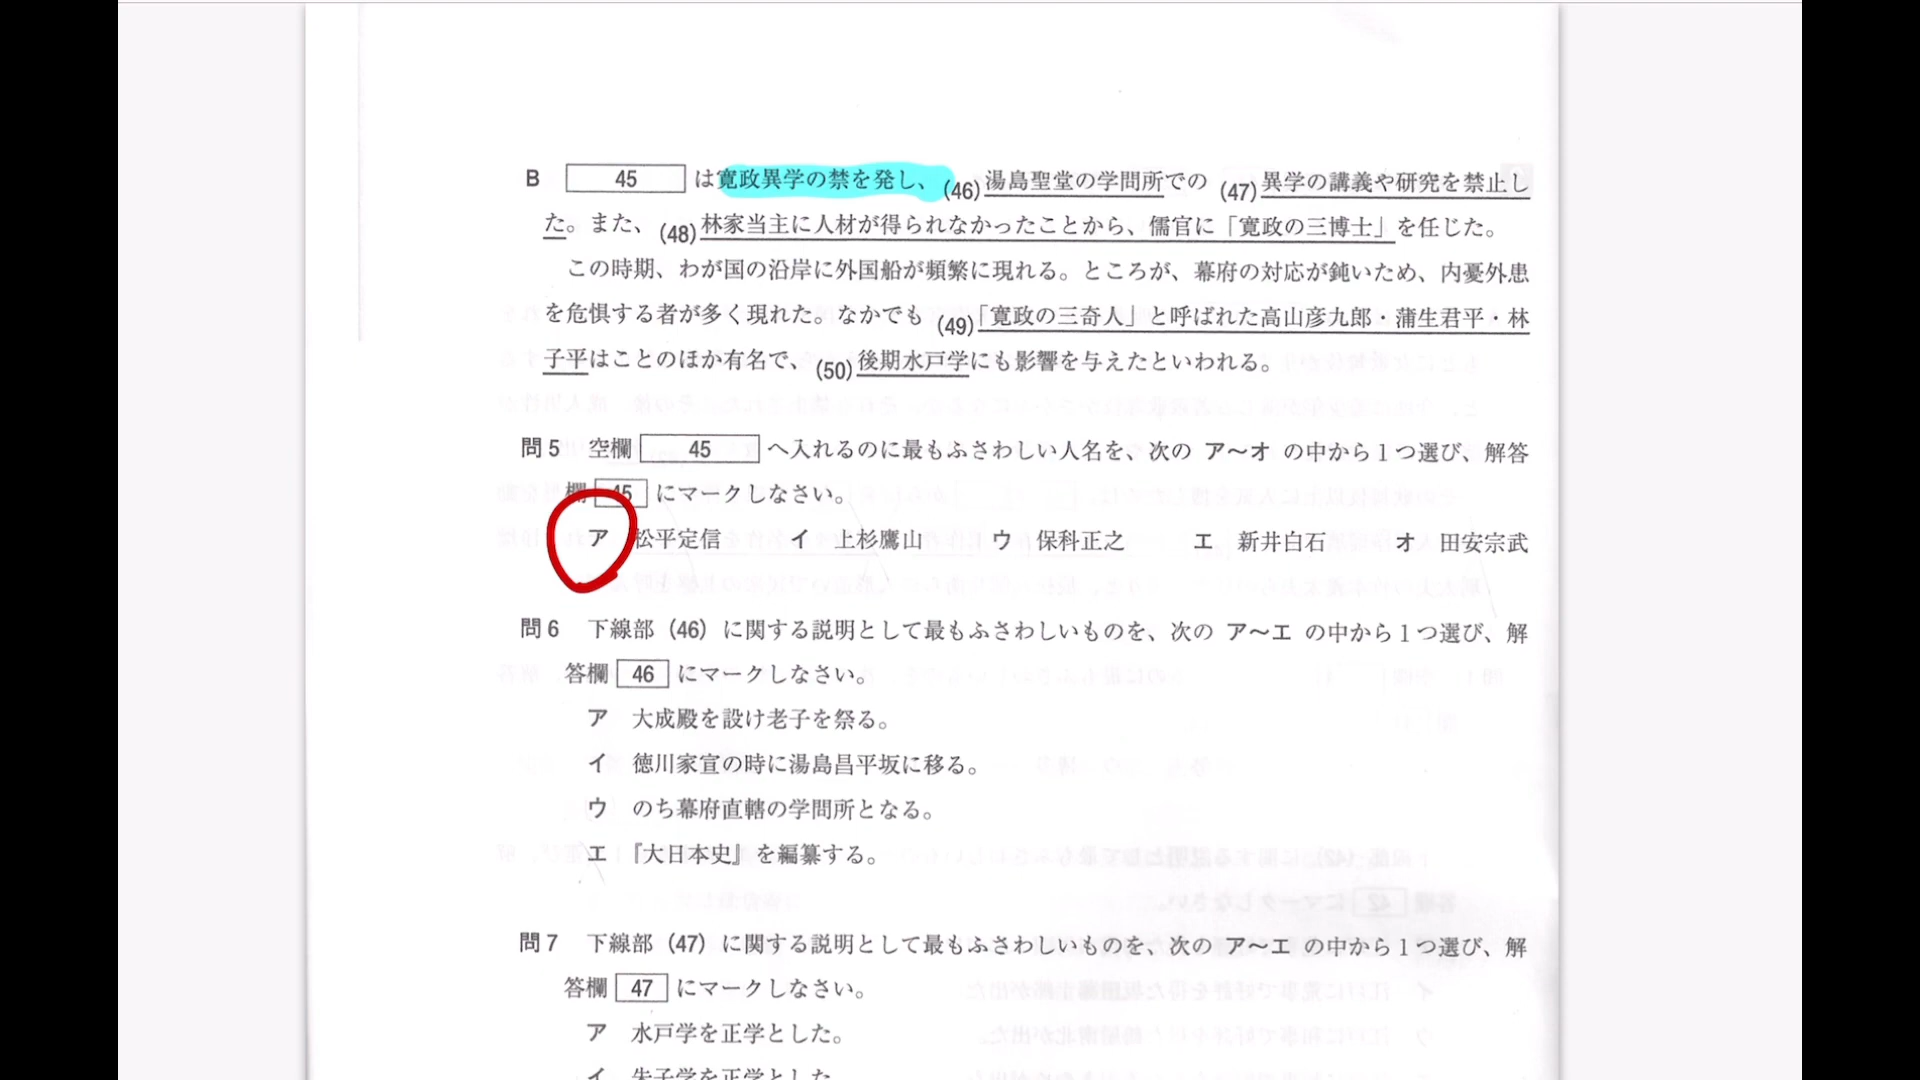 B 45 は寛政異学の禁を発し、(46)湯島聖堂の学問所での (47)異学の講義や研究を禁止し
た。また、(48)林家当主に人材が得られなかったことから、儒官に「寛政の三博士」を任じた。
この時期、わが国の沿岸に外国船が頻繁に現れる。ところが、幕府の対応が鈍いため、内憂外患
を危惧する者が多く現れた。なかでも (49)「寛政の三奇人」と呼ばれた高山彦九郎・蒲生君平・林
子平はことのほか有名で、(50)後期水戸学にも影響を与えたといわれる。
問5 空欄 45 へ入れるのに最もふさわしい人名を、次の ア〜オ の中から1つ選び、解答
欄 45 にマークしなさい。
ア 松平定信 イ 上杉鷹山 ウ 保科正之 エ 新井白石 オ 田安宗武
問6 下線部(46)に関する説明として最もふさわしいものを、次の ア〜エ の中から1つ選び、解
答欄 46 にマークしなさい。
ア 大成殿を設け老子を祭る。
イ 徳川家宣の時に湯島昌平坂に移る。
ウ のち幕府直轄の学問所となる。
エ 『大日本史』を編纂する。
問7 下線部(47)に関する説明として最もふさわしいものを、次の ア〜エ の中から1つ選び、解
答欄 47 にマークしなさい。
ア 水戸学を正学とした。
イ 朱子学を正学とした